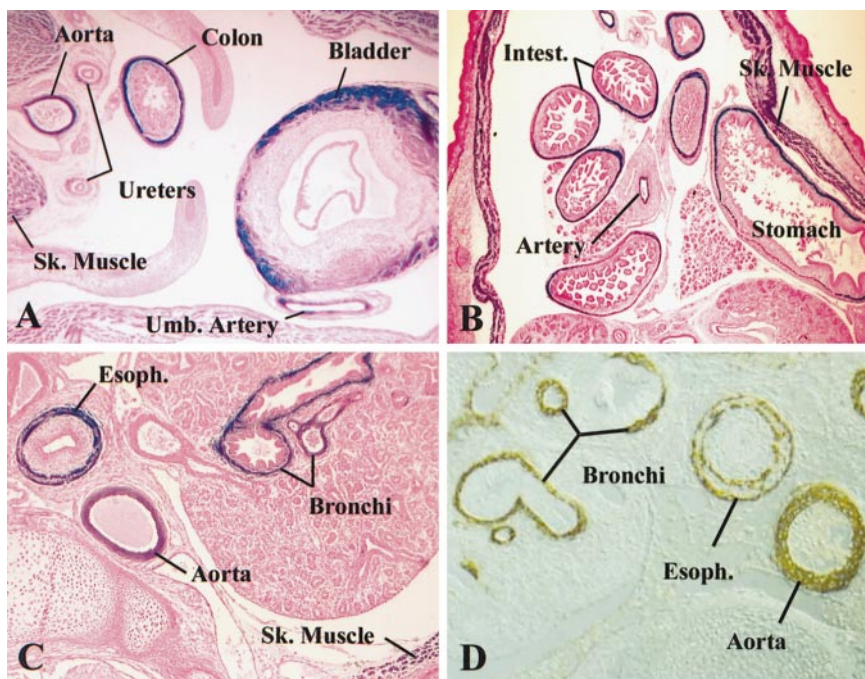 Aorta
Colon
Bladder
Ureters
Sk. Muscle
Umb. Artery
A
Intest.
Sk. Muscle
Artery
Stomach
B
Esoph.
Bronchi
Aorta
Sk. Muscle
C
Bronchi
Esoph.
Aorta
D